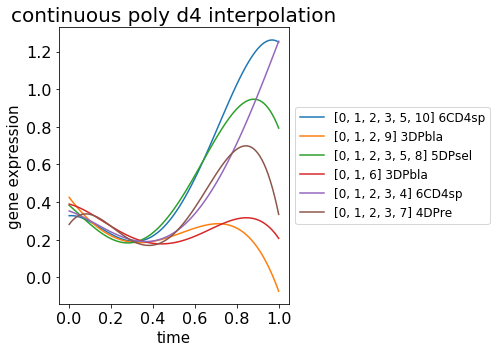 continuous poly d4 interpolation
gene expression
1.2
1.0
0.8
0.6
0.4
0.2
0.0
0.0 0.2 0.4 0.6 0.8 1.0
time
[0, 1, 2, 3, 5, 10] 6CD4sp
[0, 1, 2, 9] 3DPbla
[0, 1, 2, 3, 5, 8] 5DPsel
[0, 1, 6] 3DPbla
[0, 1, 2, 3, 4] 6CD4sp
[0, 1, 2, 3, 7] 4DPre